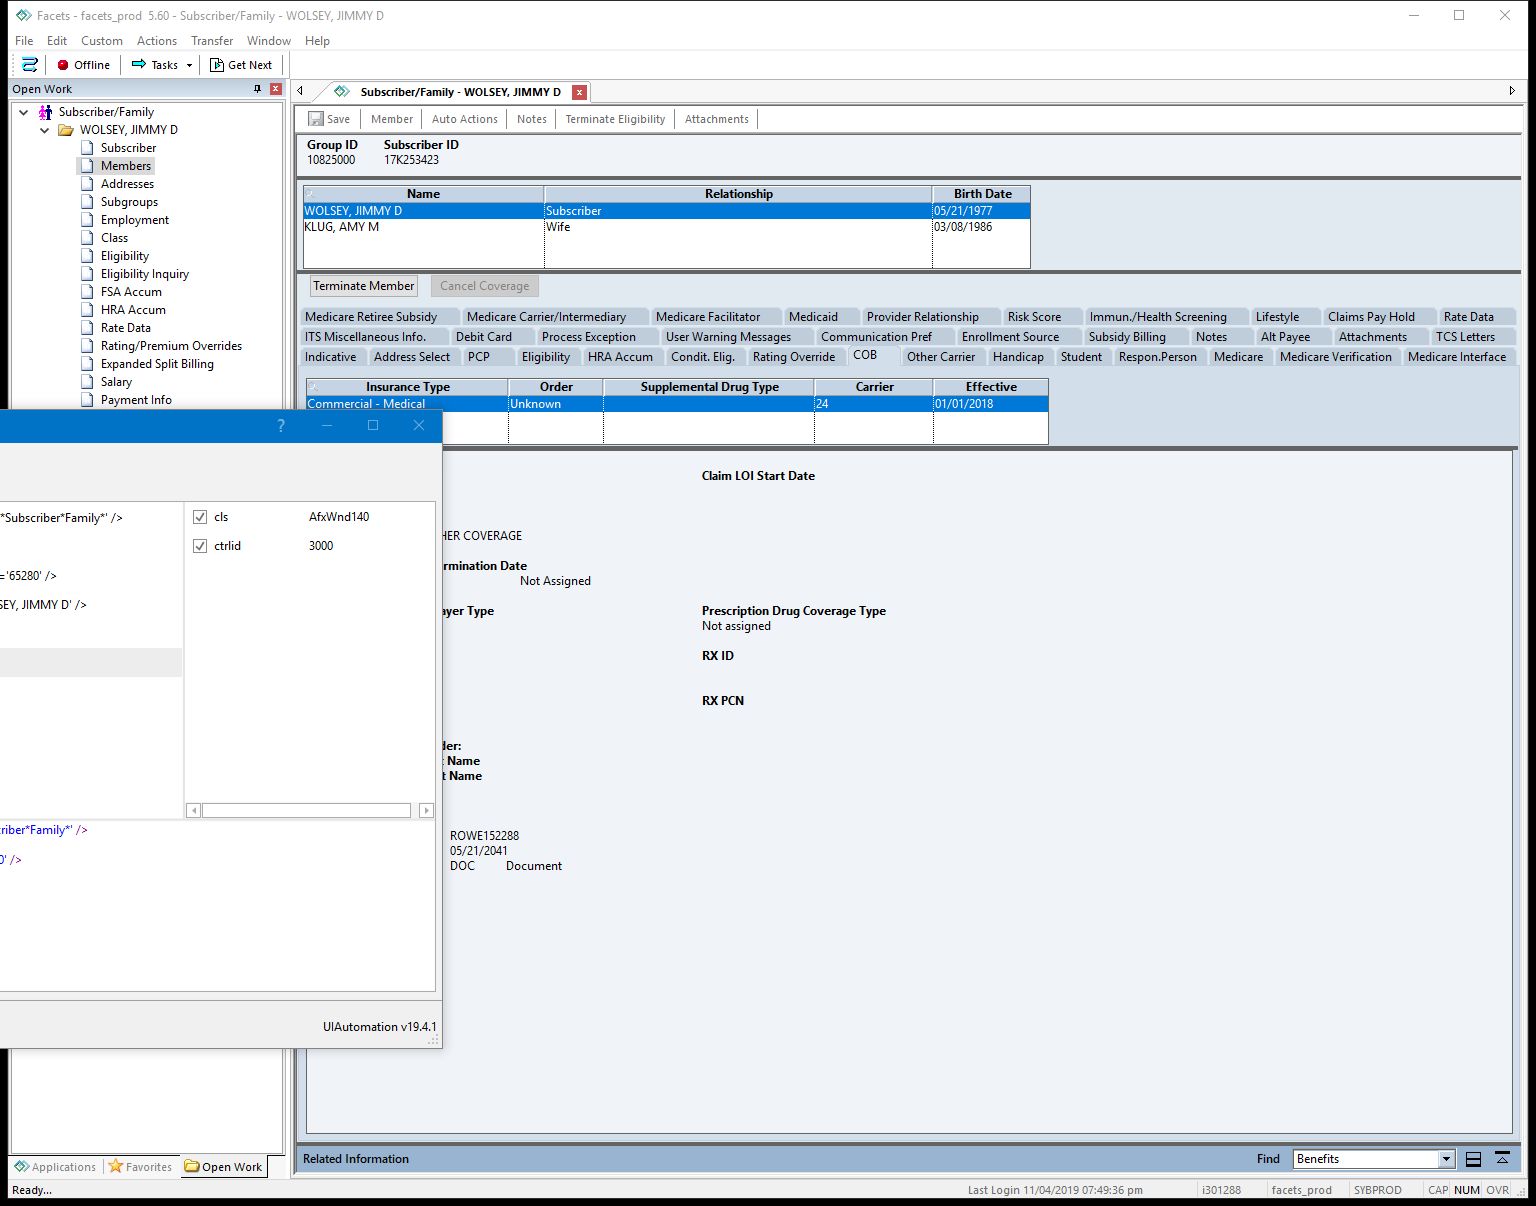 Facets - facets_prod  5.60 - Subscriber/Family - WOLSEY, JIMMY D
File Edit Custom Actions Transfer Window Help
Offline Tasks Get Next
Open Work
Subscriber/Family
WOLSEY, JIMMY D
Subscriber
Members
Addresses
Subgroups
Employment
Class
Eligibility
Eligibility Inquiry
FSA Accum
HRA Accum
Rate Data
Rating/Premium Overrides
Expanded Split Billing
Salary
Payment Info
Subscriber/Family - WOLSEY, JIMMY D
Save Member Auto Actions Notes Terminate Eligibility Attachments
Group ID Subscriber ID
10825000 17K253423
Name Relationship Birth Date
WOLSEY, JIMMY D Subscriber 05/21/1977
KLUG, AMY M Wife 03/08/1986
Terminate Member Cancel Coverage
Medicare Retiree Subsidy Medicare Carrier/Intermediary Medicare Facilitator Medicaid Provider Relationship Risk Score Immun./Health Screening Lifestyle Claims Pay Hold Rate Data
ITS Miscellaneous Info. Debit Card Process Exception User Warning Messages Communication Pref Enrollment Source Subsidy Billing Notes Alt Payee Attachments TCS Letters
Indicative Address Select PCP Eligibility HRA Accum Condit. Elig. Rating Override COB Other Carrier Handicap Student Respon.Person Medicare Medicare Verification Medicare Interface
Insurance Type Order Supplemental Drug Type Carrier Effective
Commercial - Medical Unknown 24 01/01/2018
?
*Subscriber*Family*' />
='65280' />
SEY, JIMMY D' />
cls AfxWnd140
ctrlid 3000
criber*Family*' />
0' />
UIAutomation v19.4.1
Claim LOI Start Date
HER COVERAGE
rmination Date
Not Assigned
ayer Type Prescription Drug Coverage Type
Not assigned
RX ID
RX PCN
der:
t Name
t Name
ROWE152288
05/21/2041
DOC Document
Related Information Find Benefits
Applications Favorites Open Work
Ready... Last Login 11/04/2019 07:49:36 pm i301288 facets_prod SYBPROD CAP NUM OVR